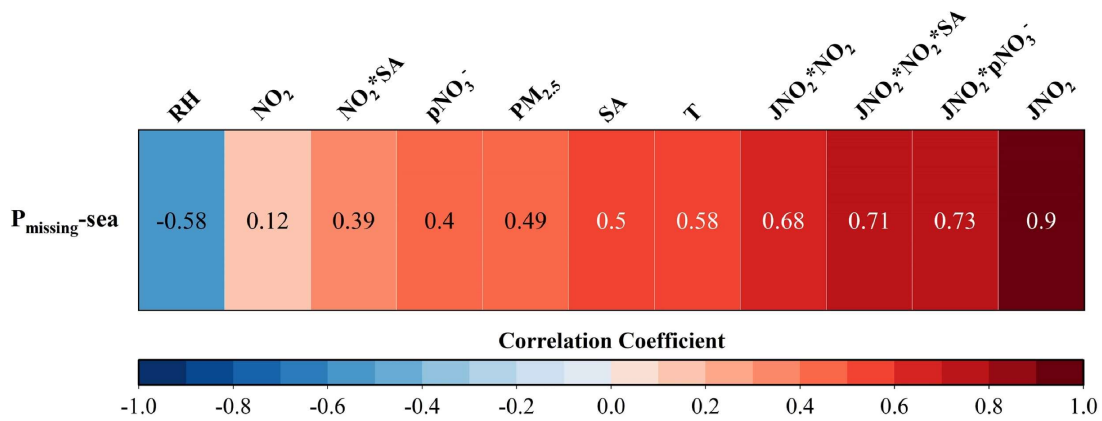 RH NO₂ NO₂*SA pNO₃⁻ PM₂.₅ SA T JNO₂*NO₂ JNO₂*NO₂*SA JNO₂*pNO₃⁻ JNO₂
P_missing-sea -0.58 0.12 0.39 0.4 0.49 0.5 0.58 0.68 0.71 0.73 0.9
Correlation Coefficient
-1.0 -0.8 -0.6 -0.4 -0.2 0.0 0.2 0.4 0.6 0.8 1.0